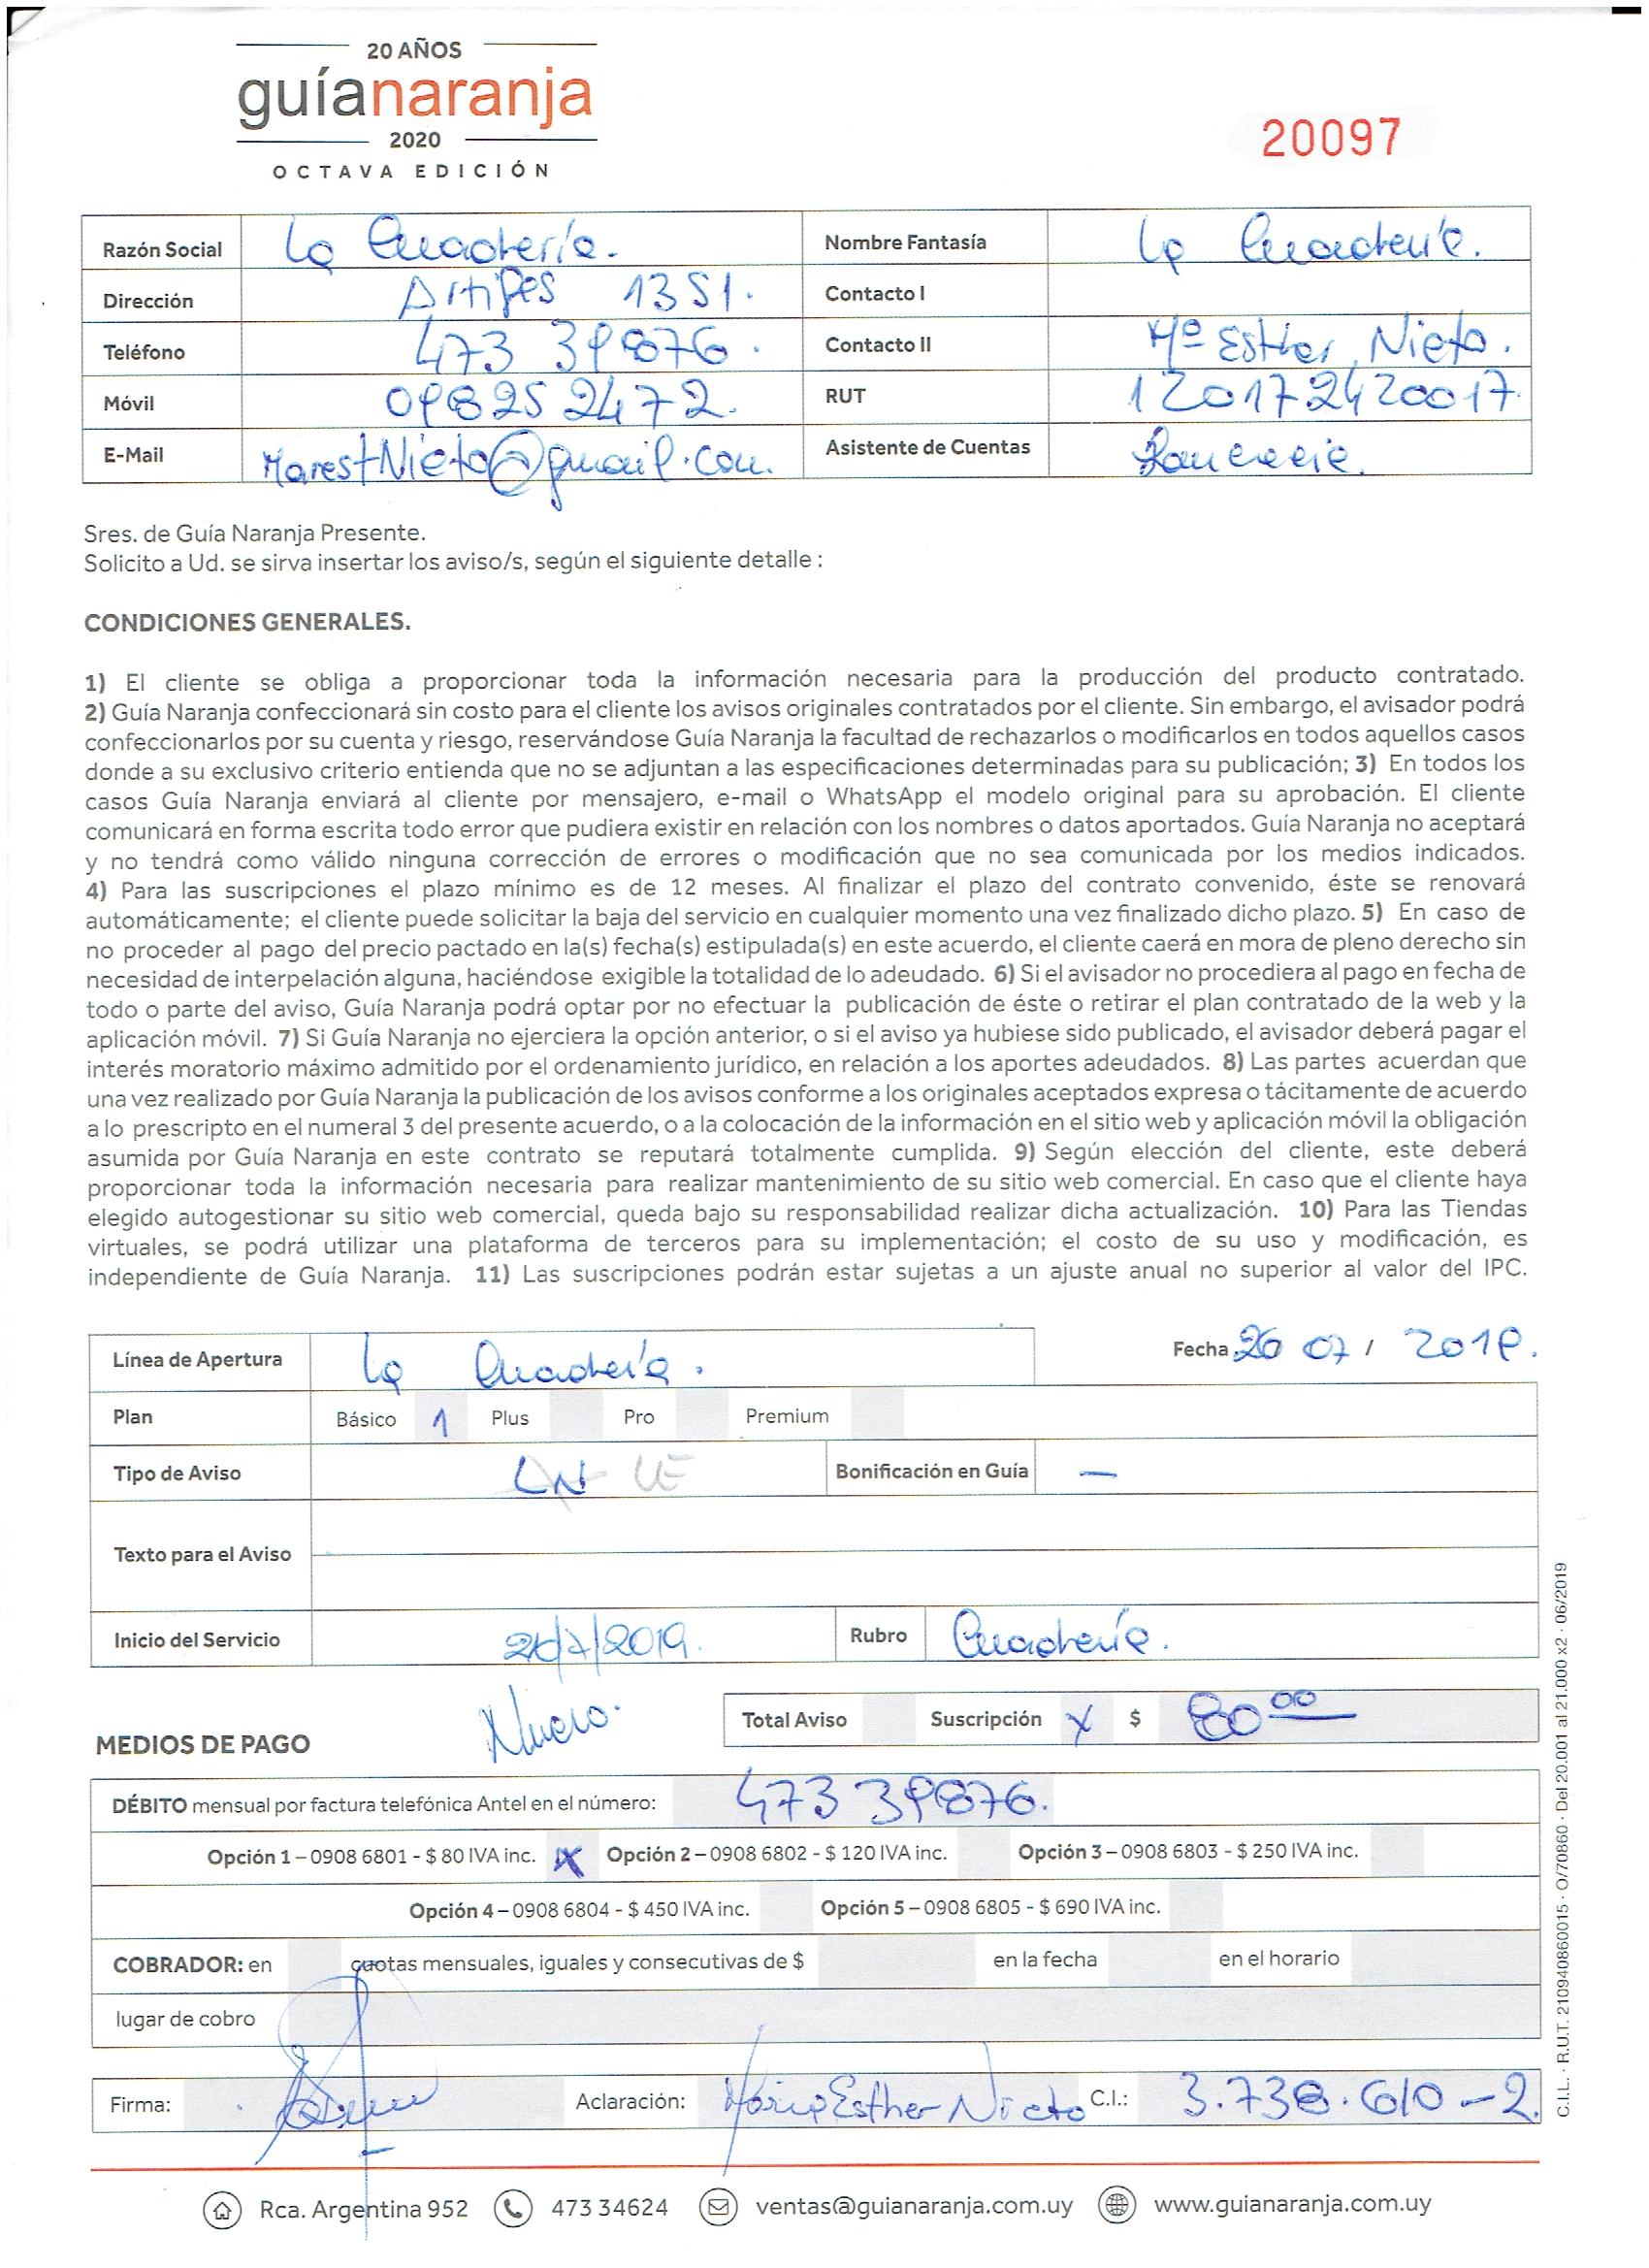 20 AÑOS
guíanaranja
2020
OCTAVA EDICIÓN
20097
Razón Social La Cuadrería. Nombre Fantasía La Cuadrería.
Dirección Artigas 1351. Contacto I
Teléfono 473 39876. Contacto II Mª Esther Nieto.
Móvil 098252472. RUT 120172420017
E-Mail MarestNieto@gmail.com. Asistente de Cuentas
Sres. de Guía Naranja Presente.
Solicito a Ud. se sirva insertar los aviso/s, según el siguiente detalle :
CONDICIONES GENERALES.
1) El cliente se obliga a proporcionar toda la información necesaria para la producción del producto contratado.
2) Guía Naranja confeccionará sin costo para el cliente los avisos originales contratados por el cliente. Sin embargo, el avisador podrá
confeccionarlos por su cuenta y riesgo, reservándose Guía Naranja la facultad de rechazarlos o modificarlos en todos aquellos casos
donde a su exclusivo criterio entienda que no se adjuntan a las especificaciones determinadas para su publicación; 3) En todos los
casos Guía Naranja enviará al cliente por mensajero, e-mail o WhatsApp el modelo original para su aprobación. El cliente
comunicará en forma escrita todo error que pudiera existir en relación con los nombres o datos aportados. Guía Naranja no aceptará
y no tendrá como válido ninguna corrección de errores o modificación que no sea comunicada por los medios indicados.
4) Para las suscripciones el plazo mínimo es de 12 meses. Al finalizar el plazo del contrato convenido, éste se renovará
automáticamente; el cliente puede solicitar la baja del servicio en cualquier momento una vez finalizado dicho plazo. 5) En caso de
no proceder al pago del precio pactado en la(s) fecha(s) estipulada(s) en este acuerdo, el cliente caerá en mora de pleno derecho sin
necesidad de interpelación alguna, haciéndose exigible la totalidad de lo adeudado. 6) Si el avisador no procediera al pago en fecha de
todo o parte del aviso, Guía Naranja podrá optar por no efectuar la publicación de éste o retirar el plan contratado de la web y la
aplicación móvil. 7) Si Guía Naranja no ejerciera la opción anterior, o si el aviso ya hubiese sido publicado, el avisador deberá pagar el
interés moratorio máximo admitido por el ordenamiento jurídico, en relación a los aportes adeudados. 8) Las partes acuerdan que
una vez realizado por Guía Naranja la publicación de los avisos conforme a los originales aceptados expresa o tácitamente de acuerdo
a lo prescripto en el numeral 3 del presente acuerdo, o a la colocación de la información en el sitio web y aplicación móvil la obligación
asumida por Guía Naranja en este contrato se reputará totalmente cumplida. 9) Según elección del cliente, este deberá
proporcionar toda la información necesaria para realizar mantenimiento de su sitio web comercial. En caso que el cliente haya
elegido autogestionar su sitio web comercial, queda bajo su responsabilidad realizar dicha actualización. 10) Para las Tiendas
virtuales, se podrá utilizar una plataforma de terceros para su implementación; el costo de su uso y modificación, es
independiente de Guía Naranja. 11) Las suscripciones podrán estar sujetas a un ajuste anual no superior al valor del IPC.
Línea de Apertura La Cuadrería. Fecha 26 07 / 2019.
Plan Básico 1 Plus Pro Premium
Tipo de Aviso LN Bonificación en Guía —
Texto para el Aviso
Inicio del Servicio /7/2019. Rubro Cuadrería.
Nuevo.
Total Aviso Suscripción X $ 80 00
MEDIOS DE PAGO
DÉBITO mensual por factura telefónica Antel en el número: 473 39876.
Opción 1 – 0908 6801 - $ 80 IVA inc. X Opción 2 – 0908 6802 - $ 120 IVA inc. Opción 3 – 0908 6803 - $ 250 IVA inc.
Opción 4 – 0908 6804 - $ 450 IVA inc. Opción 5 – 0908 6805 - $ 690 IVA inc.
COBRADOR: en cuotas mensuales, iguales y consecutivas de $ en la fecha en el horario
lugar de cobro
Firma: Aclaración: María Esther Nieto C.I.: 3.738.610-2
C.I.L. · R.U.T. 210940860015 · O/70860 · Del 20.001 al 21.000 x2 · 06/2019
Rca. Argentina 952 473 34624 ventas@guianaranja.com.uy www.guianaranja.com.uy